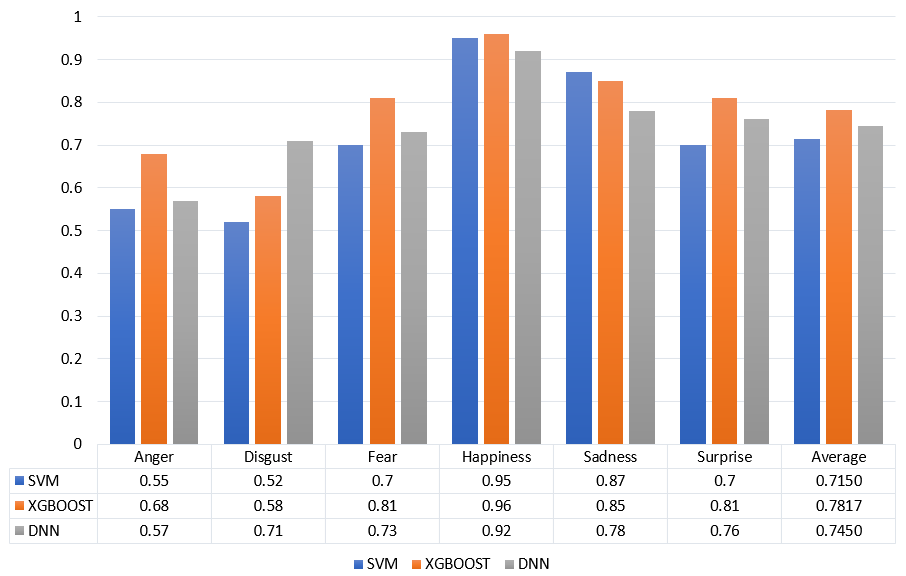 1
0.9
0.8
0.7
0.6
0.5
0.4
0.3
0.2
0.1
0
Anger Disgust Fear Happiness Sadness Surprise Average
SVM 0.55 0.52 0.7 0.95 0.87 0.7 0.7150
XGBOOST 0.68 0.58 0.81 0.96 0.85 0.81 0.7817
DNN 0.57 0.71 0.73 0.92 0.78 0.76 0.7450
SVM XGBOOST DNN